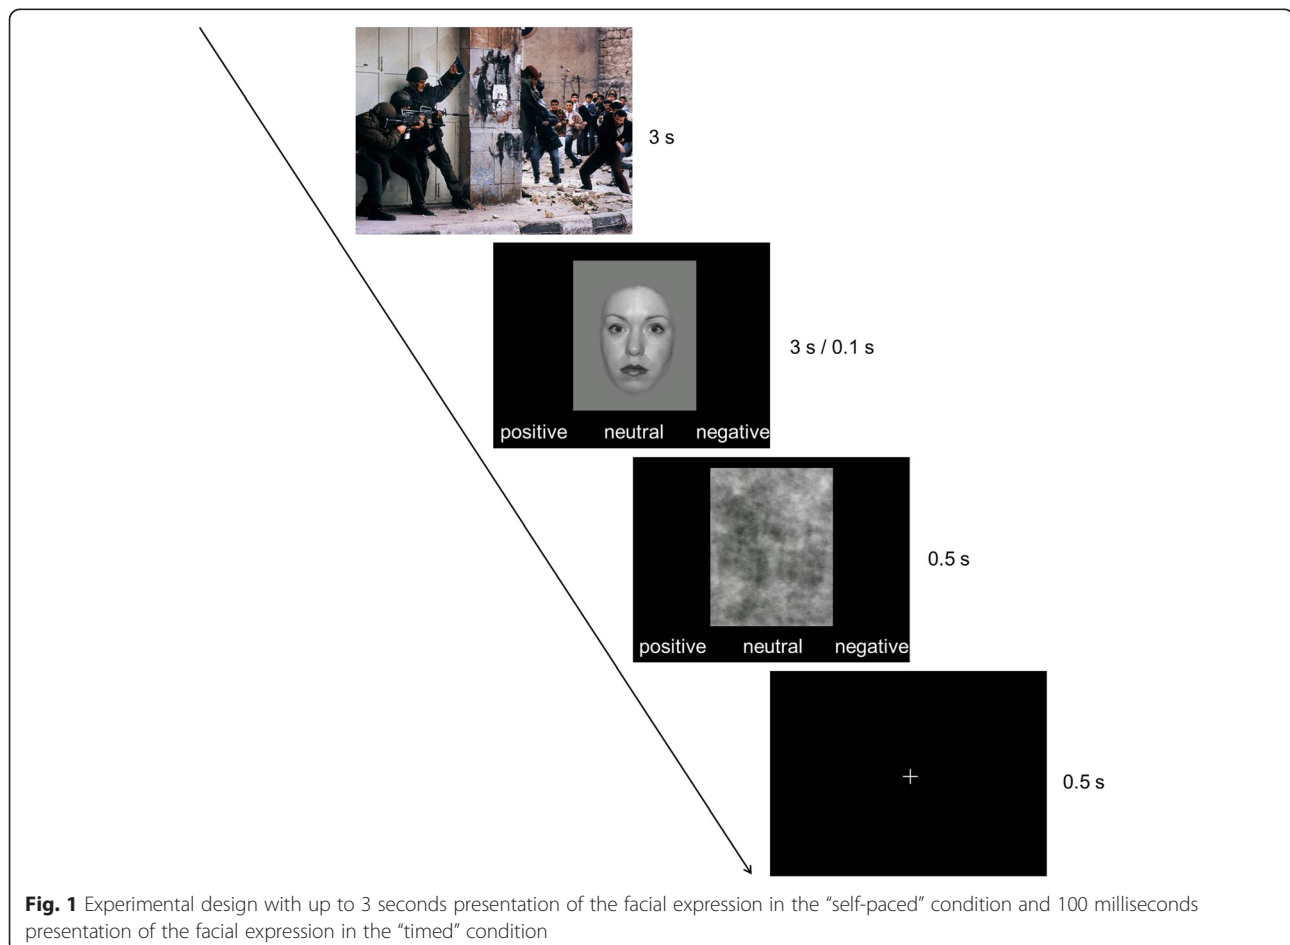 3 s
3 s / 0.1 s
positive neutral negative
0.5 s
positive neutral negative
0.5 s
Fig. 1 Experimental design with up to 3 seconds presentation of the facial expression in the “self-paced” condition and 100 milliseconds
presentation of the facial expression in the “timed” condition